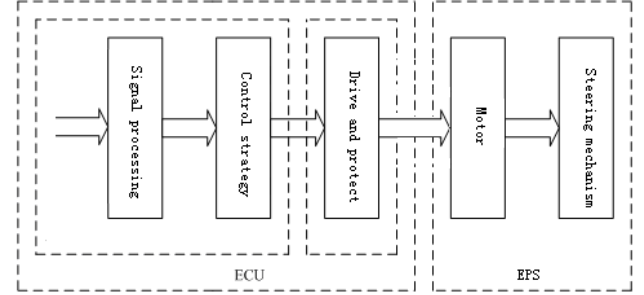 Signal processing
Control strategy
Drive and protect
Motor
Steering mechanism
ECU
EPS